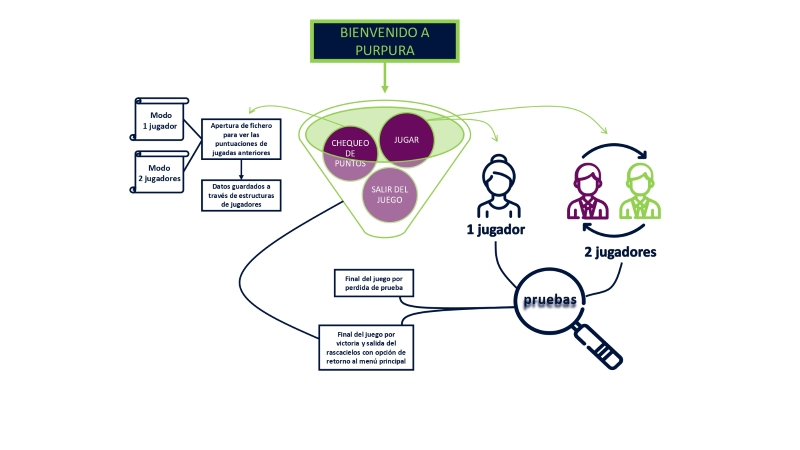 BIENVENIDO A
PURPURA
Modo
1 jugador
Modo
2 jugadores
Apertura de fichero
para ver las
puntuaciones de
jugadas anteriores
Datos guardados a
través de estructuras
de jugadores
CHEQUEO
DE
PUNTOS
JUGAR
SALIR DEL
JUEGO
1 jugador
2 jugadores
pruebas
Final del juego por
perdida de prueba
Final del juego por
victoria y salida del
rascacielos con opción de
retorno al menú principal